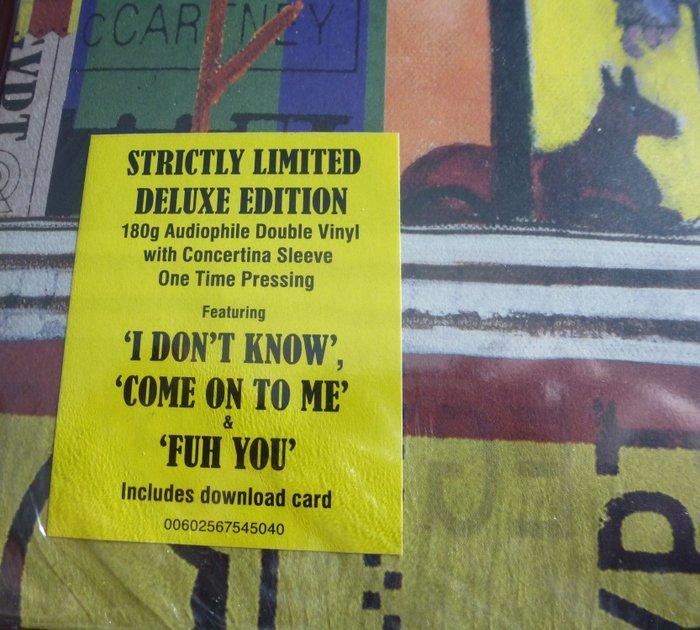 McCARTNEY
STRICTLY LIMITED
DELUXE EDITION
180g Audiophile Double Vinyl
with Concertina Sleeve
One Time Pressing
Featuring
‘I DON’T KNOW’,
‘COME ON TO ME’
&
‘FUH YOU’
Includes download card
00602567545040